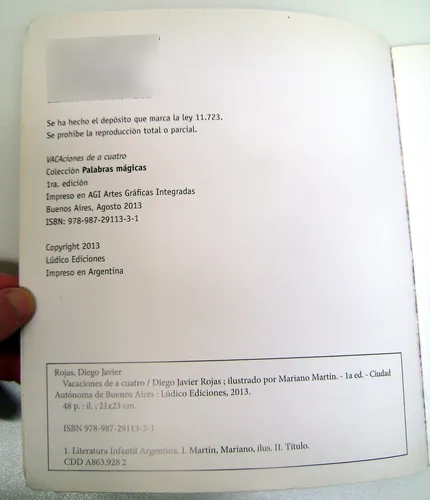 Se ha hecho el depósito que marca la ley 11.723.
Se prohibe la reproducción total o parcial.
VACAciones de a cuatro
Colección Palabras mágicas
1ra. edición
Impreso en AGI Artes Gráficas Integradas
Buenos Aires, Agosto 2013
ISBN: 978-987-29113-3-1
Copyright 2013
Lúdico Ediciones
Impreso en Argentina
Rojas, Diego Javier
Vacaciones de a cuatro / Diego Javier Rojas ; ilustrado por Mariano Martín. - 1a ed. - Ciudad
Autónoma de Buenos Aires : Lúdico Ediciones, 2013.
48 p. : il. ; 21x23 cm.
ISBN 978-987-29113-3-1
1. Literatura Infantil Argentina. I. Martín, Mariano, ilus. II. Título.
CDD A863.928 2